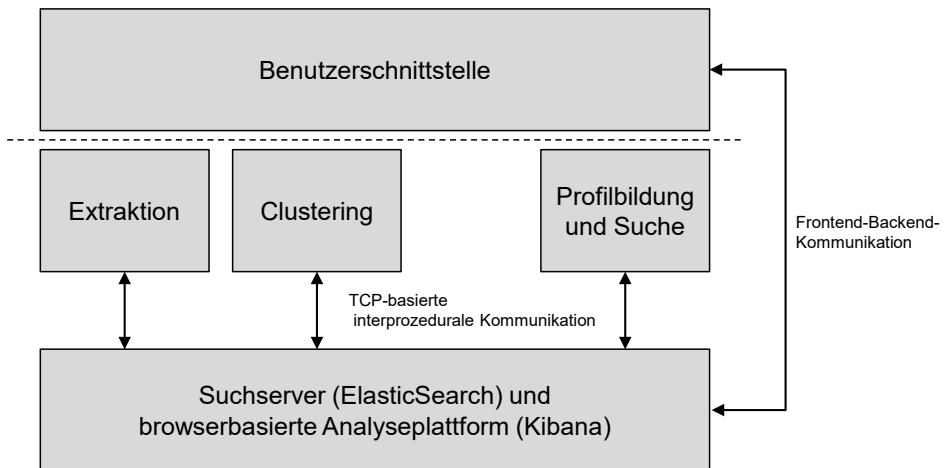 Benutzerschnittstelle
Extraktion
Clustering
Profilbildung
und Suche
Frontend-Backend-
Kommunikation
TCP-basierte
interprozedurale Kommunikation
Suchserver (ElasticSearch) und
browserbasierte Analyseplattform (Kibana)